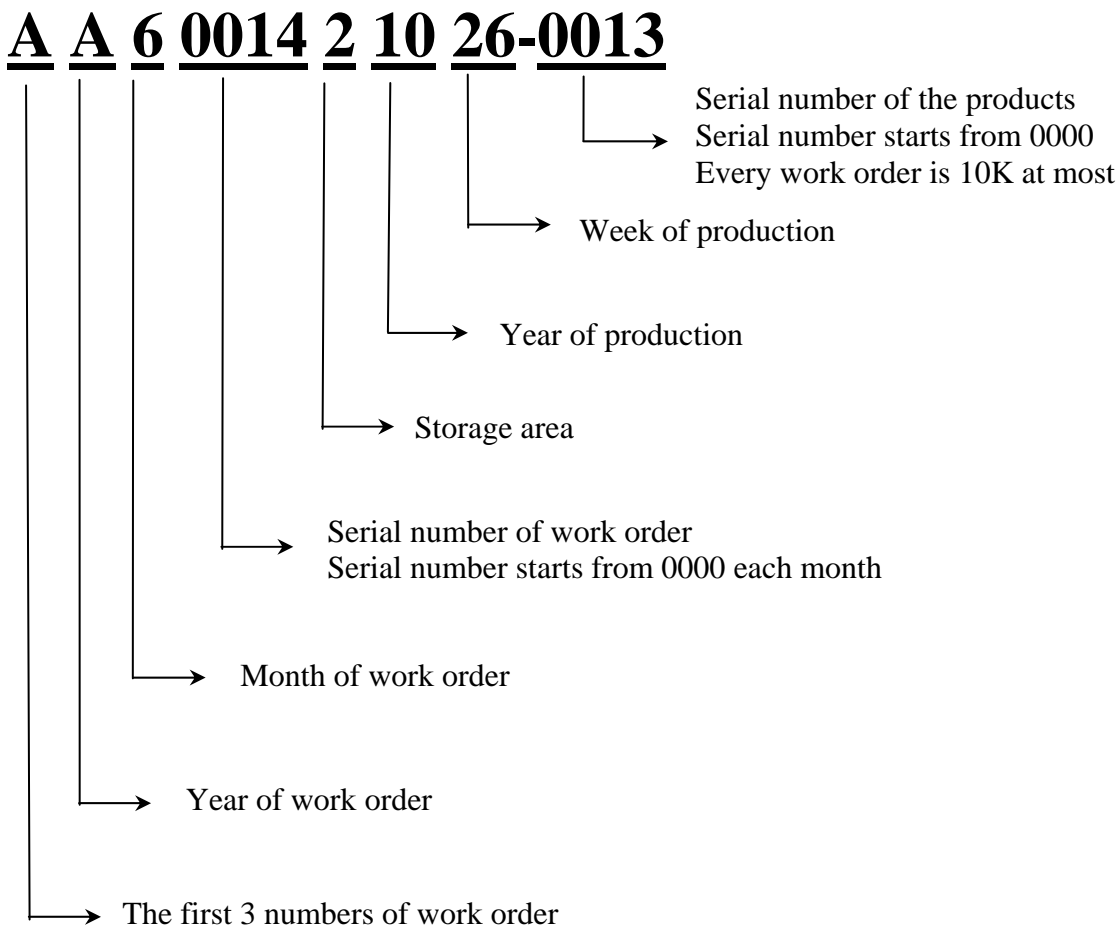 A A 6 0014 2 10 26-0013
Serial number of the products
Serial number starts from 0000
Every work order is 10K at most
Week of production
Year of production
Storage area
Serial number of work order
Serial number starts from 0000 each month
Month of work order
Year of work order
The first 3 numbers of work order